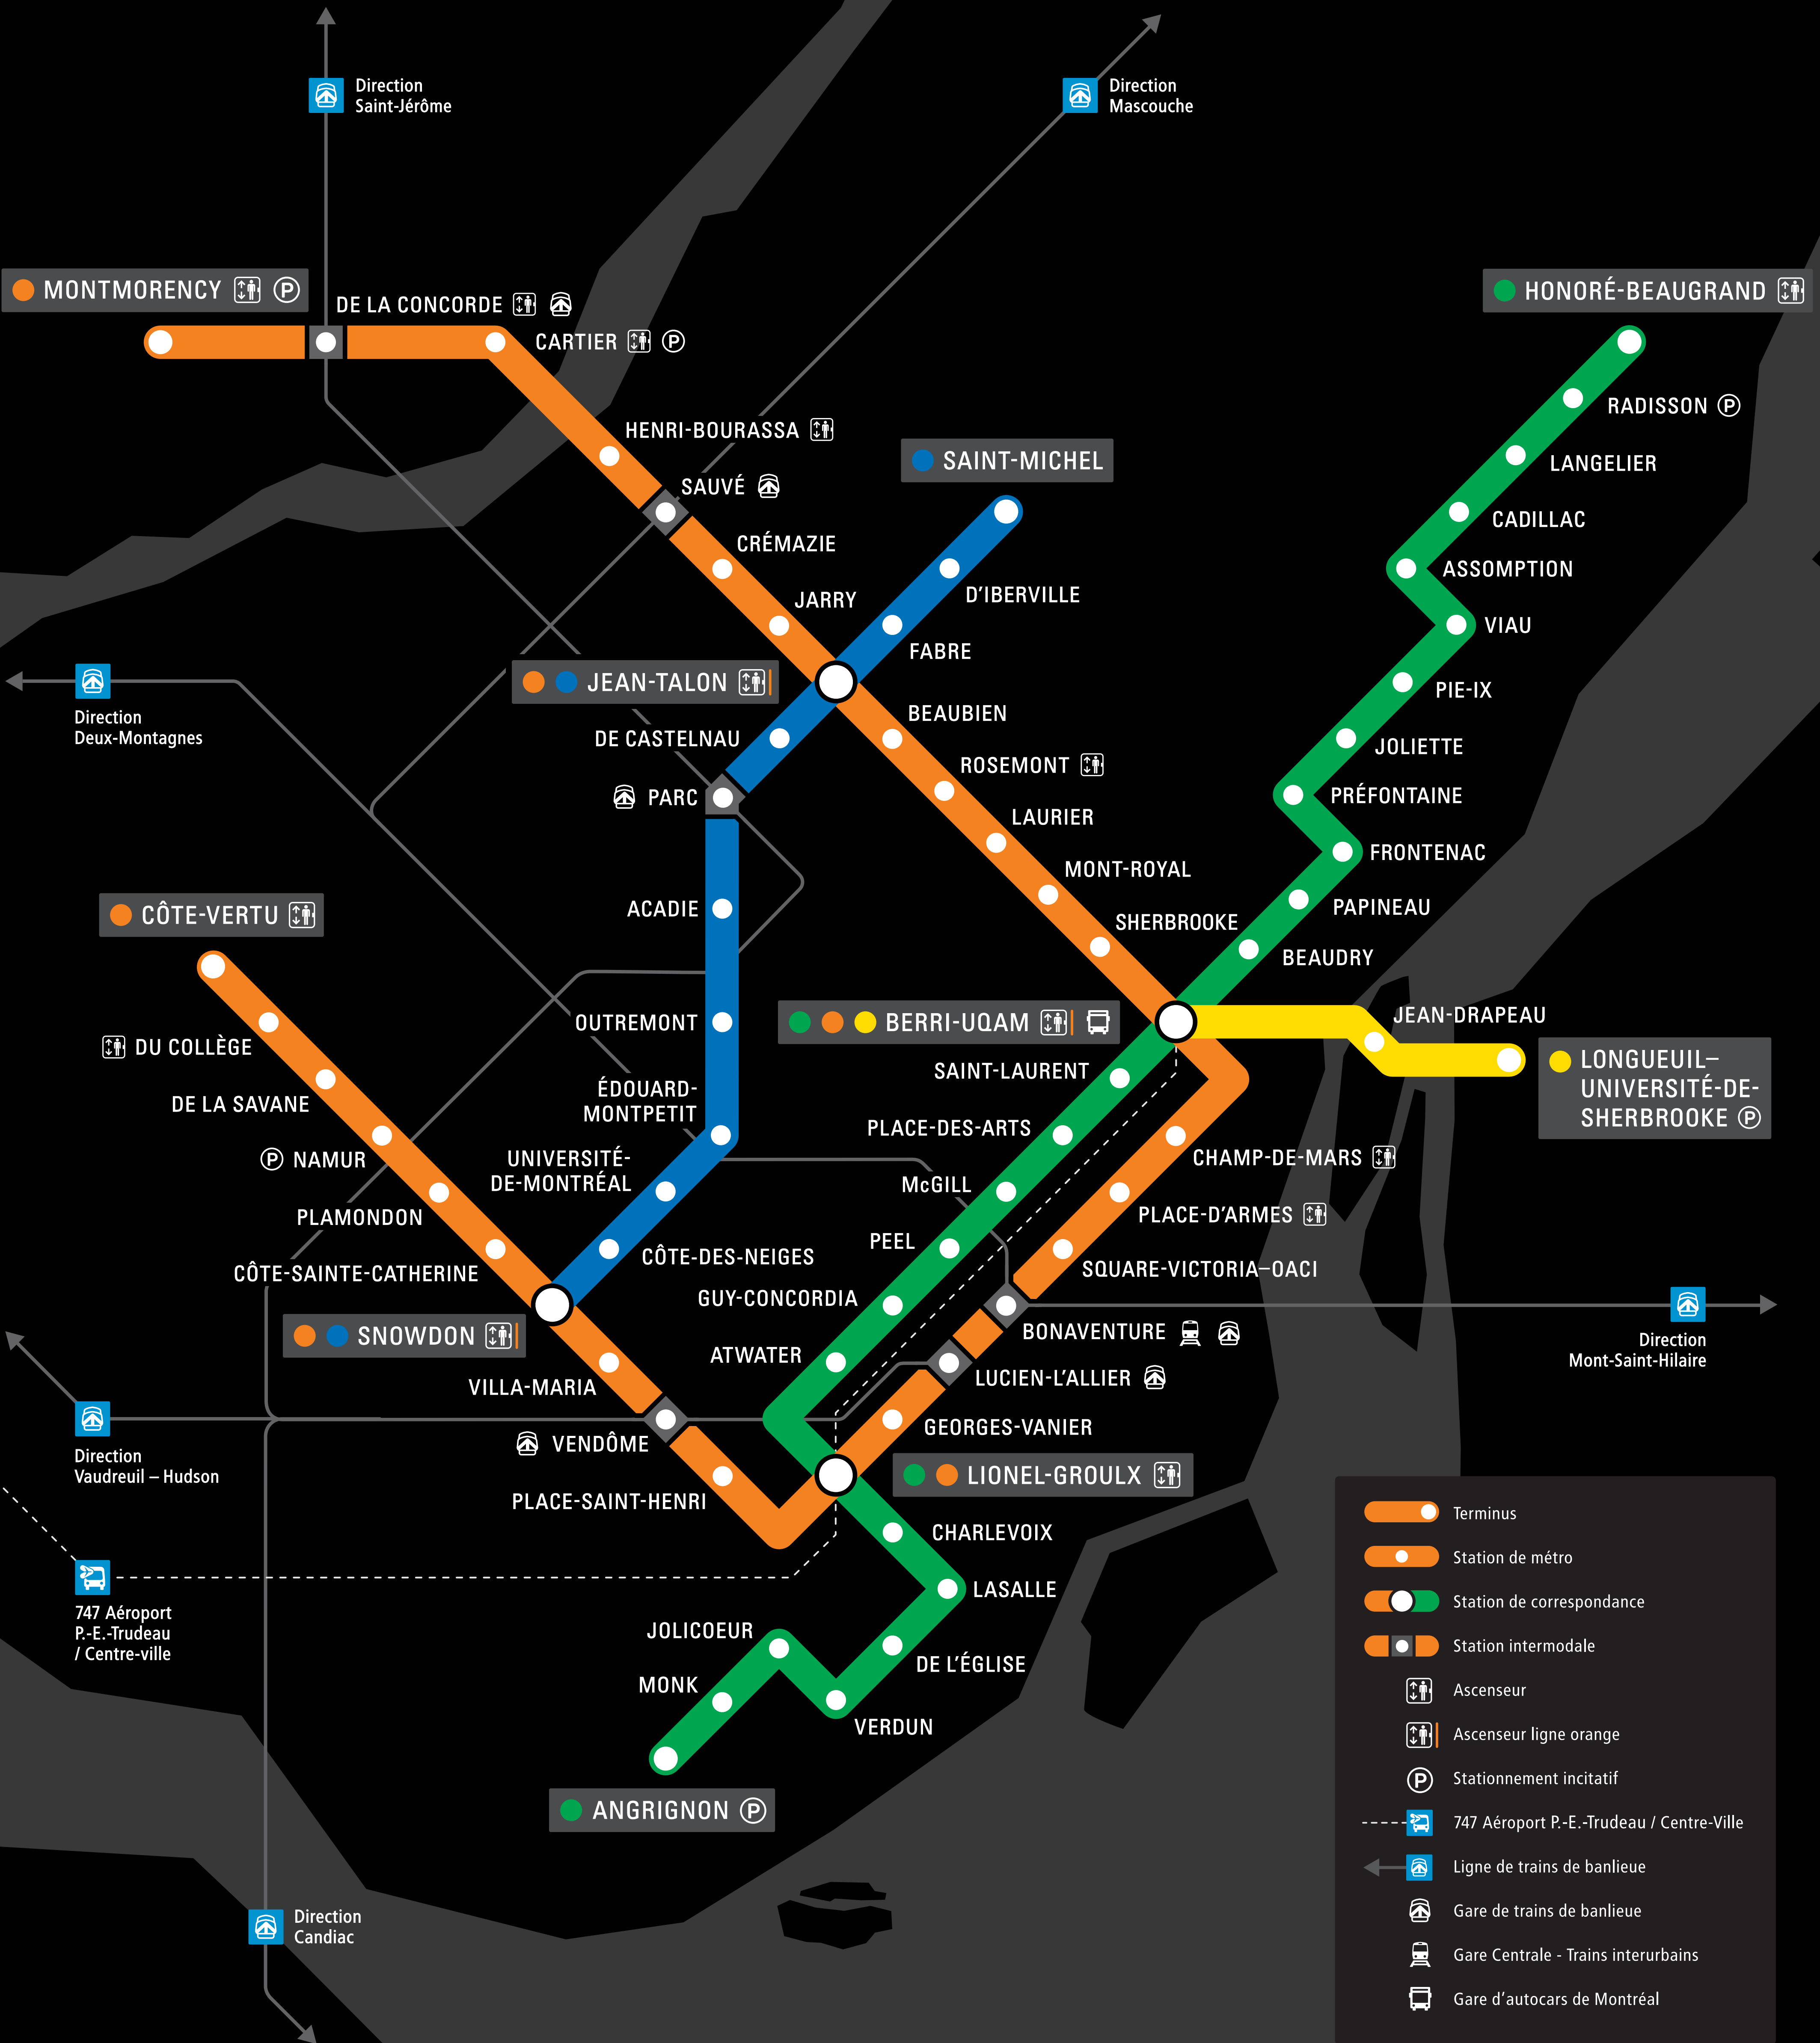 Direction
Saint-Jérôme
Direction
Mascouche
MONTMORENCY P
DE LA CONCORDE
CARTIER P
HONORÉ-BEAUGRAND
RADISSON P
HENRI-BOURASSA
SAINT-MICHEL
LANGELIER
SAUVÉ
CADILLAC
CRÉMAZIE
ASSOMPTION
JARRY
D'IBERVILLE
VIAU
FABRE
JEAN-TALON
PIE-IX
Direction
Deux-Montagnes
BEAUBIEN
DE CASTELNAU
JOLIETTE
ROSEMONT
PARC
PRÉFONTAINE
LAURIER
FRONTENAC
MONT-ROYAL
CÔTE-VERTU
ACADIE
PAPINEAU
SHERBROOKE
BEAUDRY
OUTREMONT
BERRI-UQAM
JEAN-DRAPEAU
DU COLLÈGE
LONGUEUIL–
UNIVERSITÉ-DE-
SHERBROOKE P
SAINT-LAURENT
DE LA SAVANE
ÉDOUARD-
MONTPETIT
PLACE-DES-ARTS
P NAMUR
UNIVERSITÉ-
DE-MONTRÉAL
CHAMP-DE-MARS
McGILL
PLAMONDON
PLACE-D'ARMES
PEEL
CÔTE-DES-NEIGES
CÔTE-SAINTE-CATHERINE
SQUARE-VICTORIA–OACI
GUY-CONCORDIA
SNOWDON
BONAVENTURE
Direction
Mont-Saint-Hilaire
ATWATER
VILLA-MARIA
LUCIEN-L'ALLIER
GEORGES-VANIER
VENDÔME
Direction
Vaudreuil – Hudson
LIONEL-GROULX
PLACE-SAINT-HENRI
CHARLEVOIX
LASALLE
747 Aéroport
P.-E.-Trudeau
/ Centre-ville
JOLICOEUR
DE L'ÉGLISE
MONK
VERDUN
ANGRIGNON P
Direction
Candiac
Terminus
Station de métro
Station de correspondance
Station intermodale
Ascenseur
Ascenseur ligne orange
P Stationnement incitatif
747 Aéroport P.-E.-Trudeau / Centre-Ville
Ligne de trains de banlieue
Gare de trains de banlieue
Gare Centrale - Trains interurbains
Gare d'autocars de Montréal